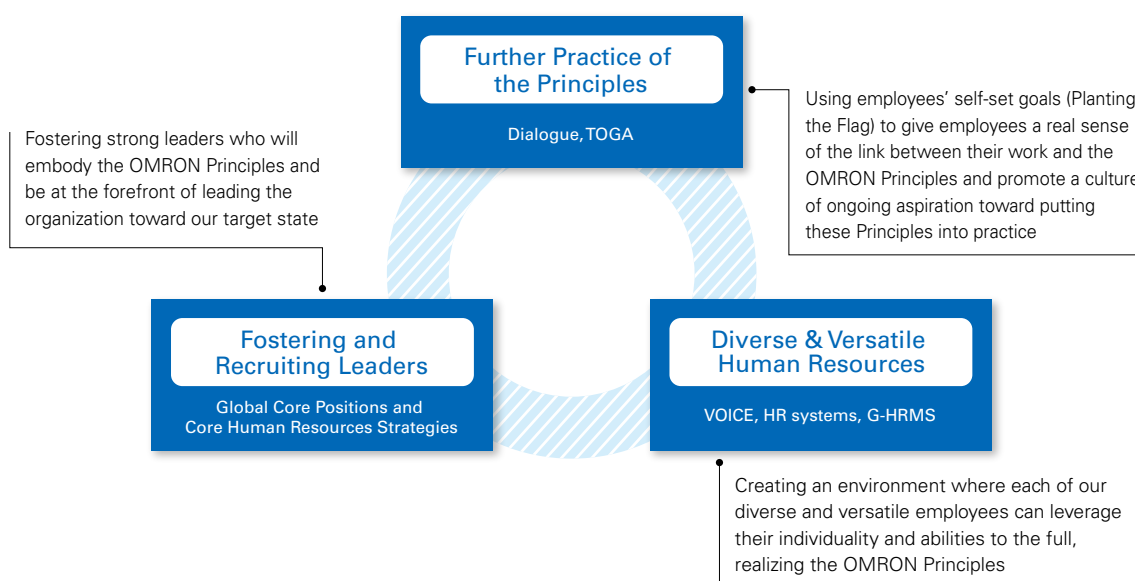 Further Practice of
the Principles
Dialogue, TOGA
Using employees’ self-set goals (Planting
the Flag) to give employees a real sense
of the link between their work and the
OMRON Principles and promote a culture
of ongoing aspiration toward putting
these Principles into practice
Fostering strong leaders who will
embody the OMRON Principles and
be at the forefront of leading the
organization toward our target state
Fostering and
Recruiting Leaders
Global Core Positions and
Core Human Resources Strategies
Diverse & Versatile
Human Resources
VOICE, HR systems, G-HRMS
Creating an environment where each of our
diverse and versatile employees can leverage
their individuality and abilities to the full,
realizing the OMRON Principles